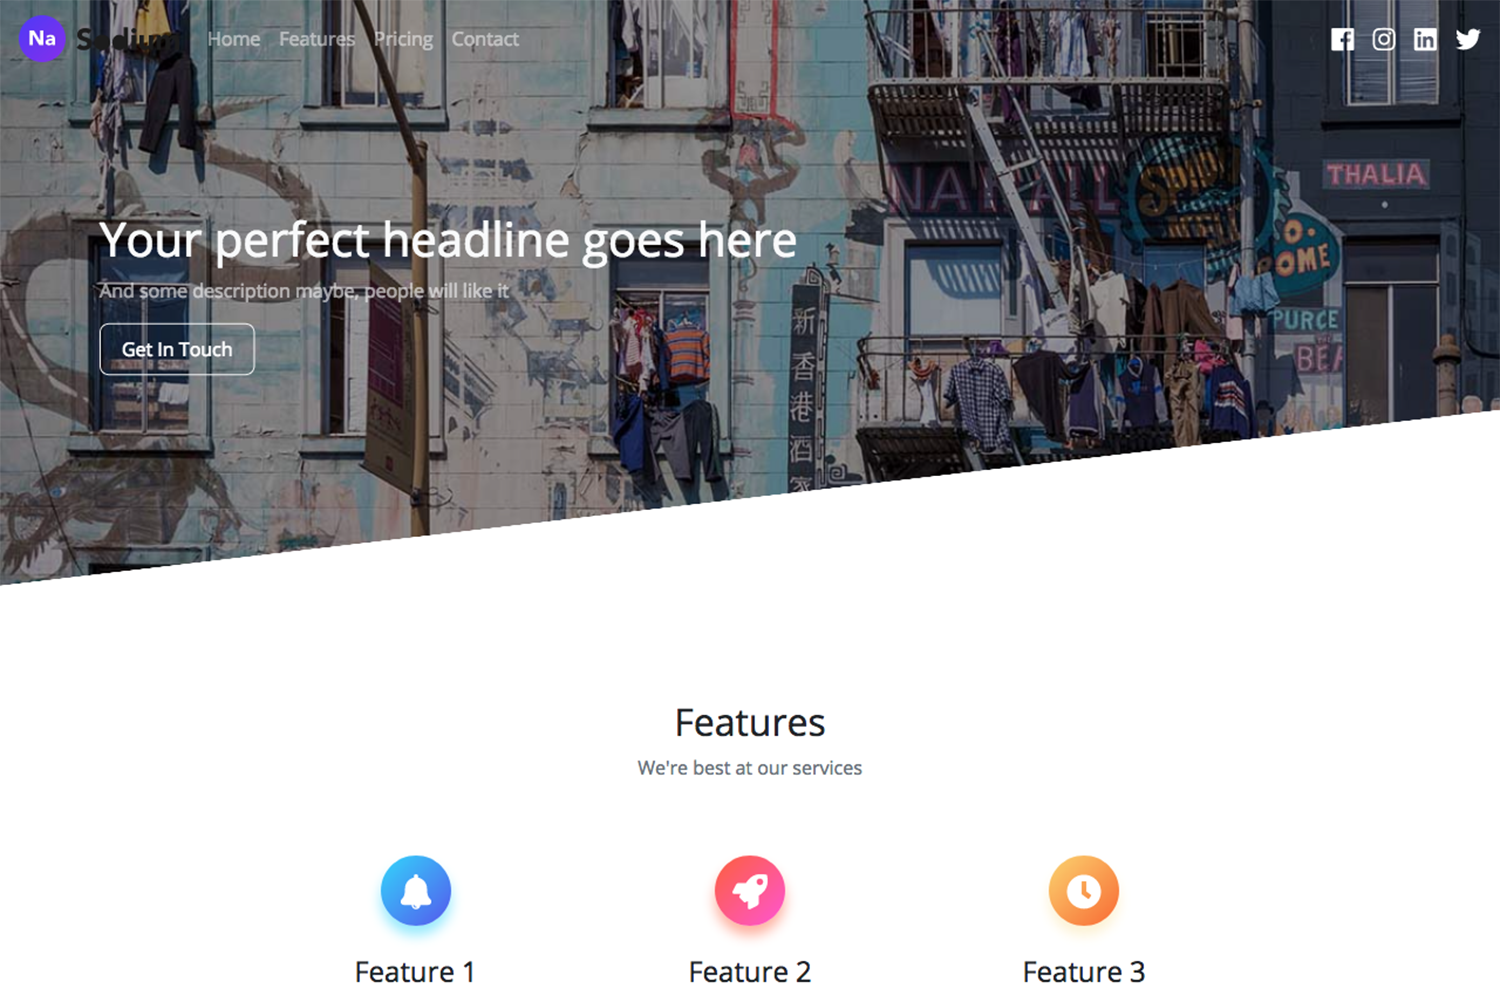 Na Sodium Home Features Pricing Contact
THALIA
Your perfect headline goes here
And some description maybe, people will like it
Get In Touch
新香港酒家
PURCE
Features
We're best at our services
Feature 1 Feature 2 Feature 3